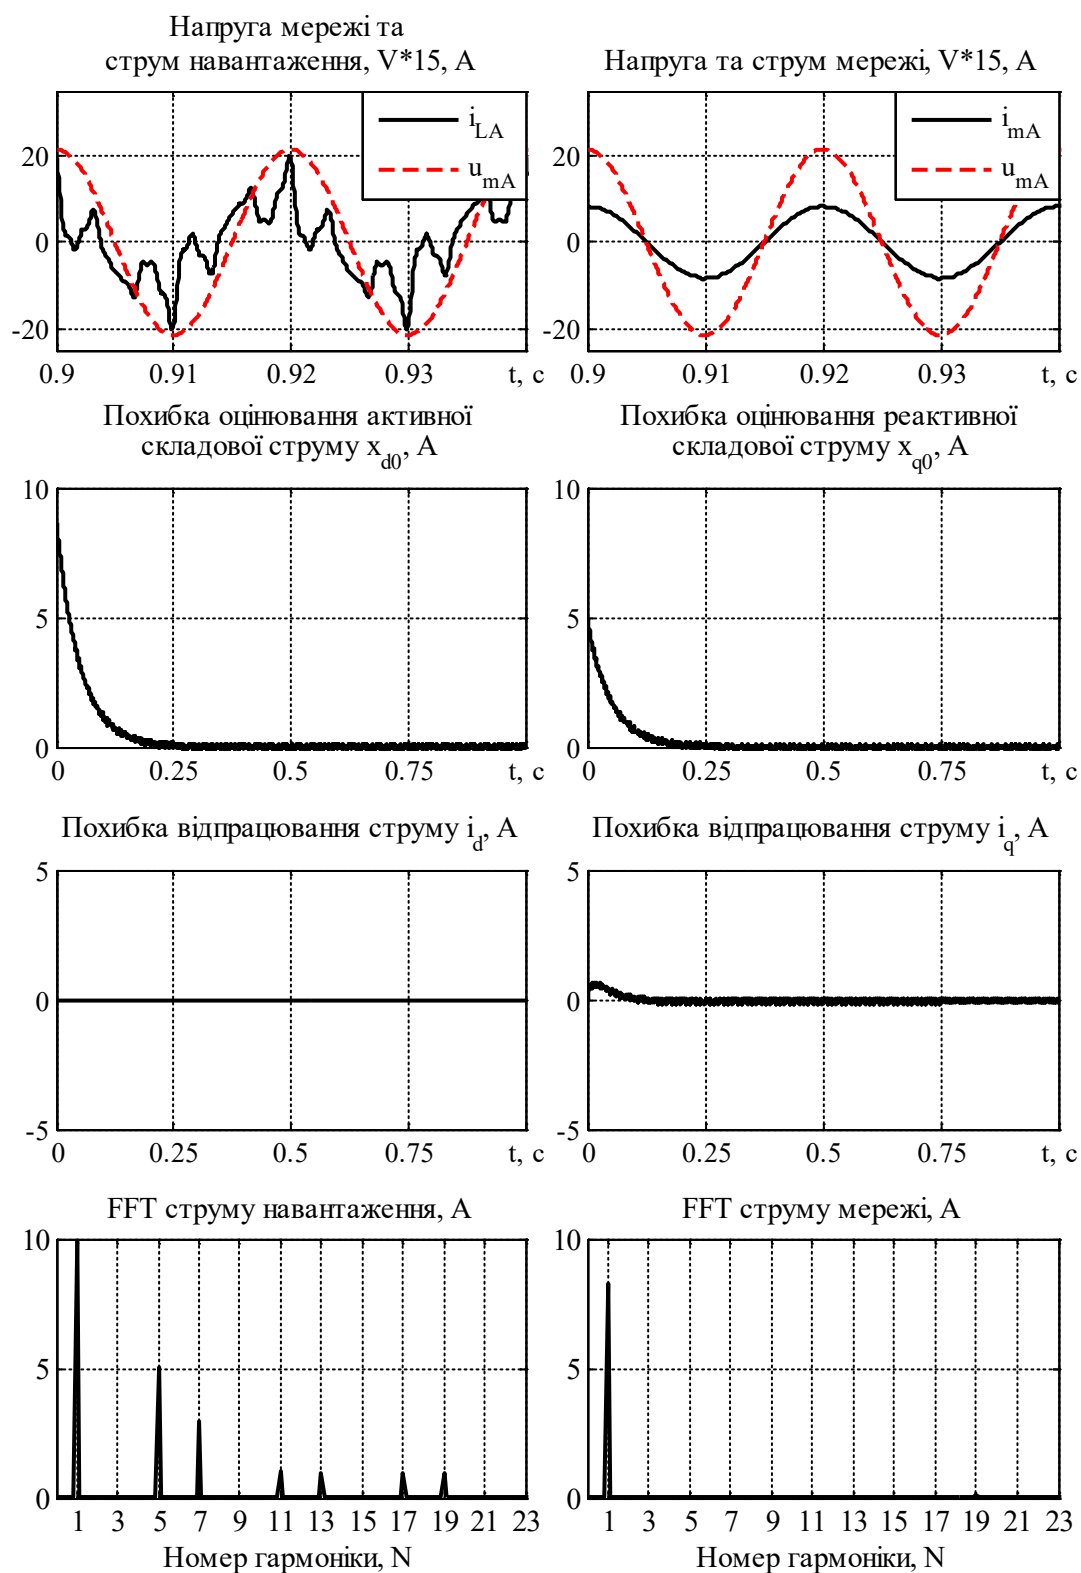 Напруга мережі та
струм навантаження, V*15, A
20
0
-20
i_LA
u_mA
0.9 0.91 0.92 0.93 t, c
Напруга та струм мережі, V*15, A
20
0
-20
i_mA
u_mA
0.9 0.91 0.92 0.93 t, c
Похибка оцінювання активної
складової струму x_d0, A
10
5
0
0 0.25 0.5 0.75 t, c
Похибка оцінювання реактивної
складової струму x_q0, A
10
5
0
0 0.25 0.5 0.75 t, c
Похибка відпрацювання струму i_d, A
5
0
-5
0 0.25 0.5 0.75 t, c
Похибка відпрацювання струму i_q, A
5
0
-5
0 0.25 0.5 0.75 t, c
FFT струму навантаження, A
10
5
0
1 3 5 7 9 11 13 15 17 19 21 23
Номер гармоніки, N
FFT струму мережі, A
10
5
0
1 3 5 7 9 11 13 15 17 19 21 23
Номер гармоніки, N